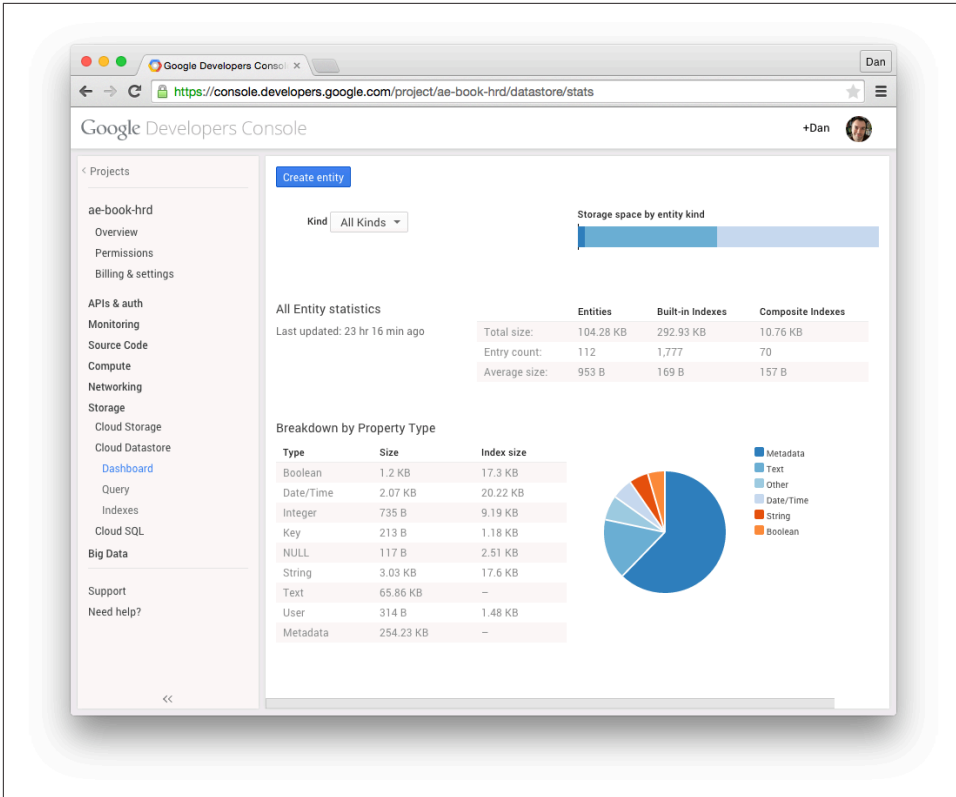 Google Developers Consol ×
Dan
https://console.developers.google.com/project/ae-book-hrd/datastore/stats
Google Developers Console
+Dan
< Projects
ae-book-hrd
Overview
Permissions
Billing & settings
APIs & auth
Monitoring
Source Code
Compute
Networking
Storage
Cloud Storage
Cloud Datastore
Dashboard
Query
Indexes
Cloud SQL
Big Data
Support
Need help?
<<
Create entity
Kind All Kinds
Storage space by entity kind
All Entity statistics
Last updated: 23 hr 16 min ago
Entities Built-in Indexes Composite Indexes
Total size: 104.28 KB 292.93 KB 10.76 KB
Entry count: 112 1,777 70
Average size: 953 B 169 B 157 B
Breakdown by Property Type
Type Size Index size
Boolean 1.2 KB 17.3 KB
Date/Time 2.07 KB 20.22 KB
Integer 735 B 9.19 KB
Key 213 B 1.18 KB
NULL 117 B 2.51 KB
String 3.03 KB 17.6 KB
Text 65.86 KB –
User 314 B 1.48 KB
Metadata 254.23 KB –
Metadata
Text
Other
Date/Time
String
Boolean